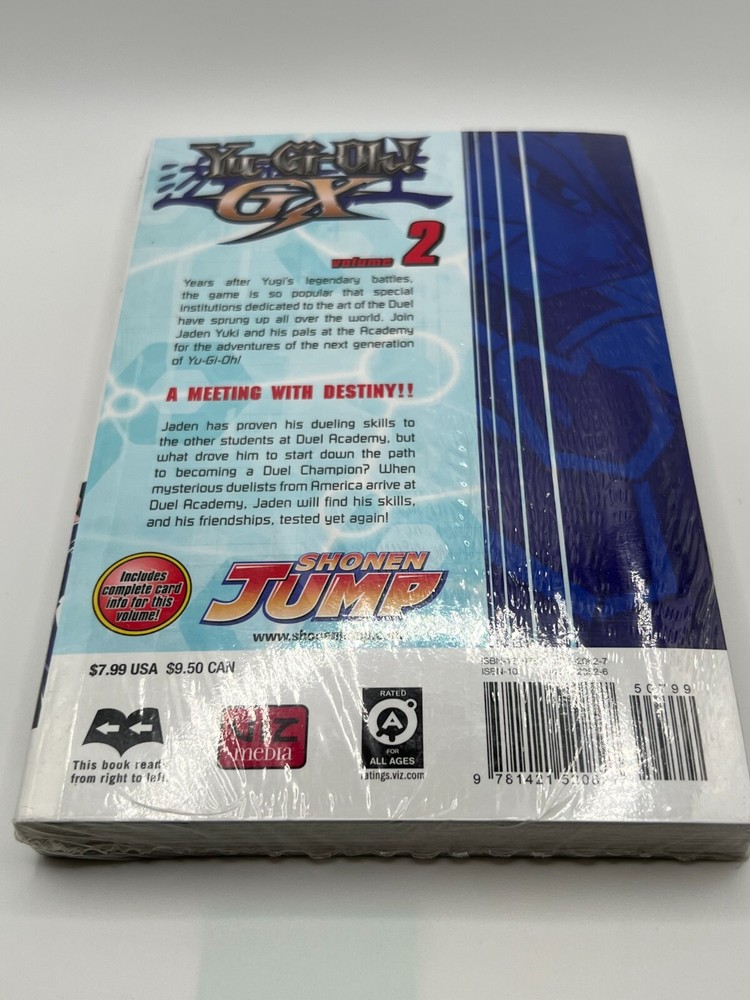 Yu-Gi-Oh!
GX
volume 2
Years after Yugi's legendary battles,
the game is so popular that special
institutions dedicated to the art of the Duel
have sprung up all over the world. Join
Jaden Yuki and his pals at the Academy
for the adventures of the next generation
of Yu-Gi-Oh!
A MEETING WITH DESTINY!!
Jaden has proven his dueling skills to
the other students at Duel Academy, but
what drove him to start down the path
to becoming a Duel Champion? When
mysterious duelists from America arrive at
Duel Academy, Jaden will find his skills,
and his friendships, tested yet again!
Includes
complete card
info for this
volume!
SHONEN
JUMP
$7.99 USA $9.50 CAN
50799
This book reads
from right to left
VIZ
media
RATED
A
FOR
ALL AGES
ratings.viz.com